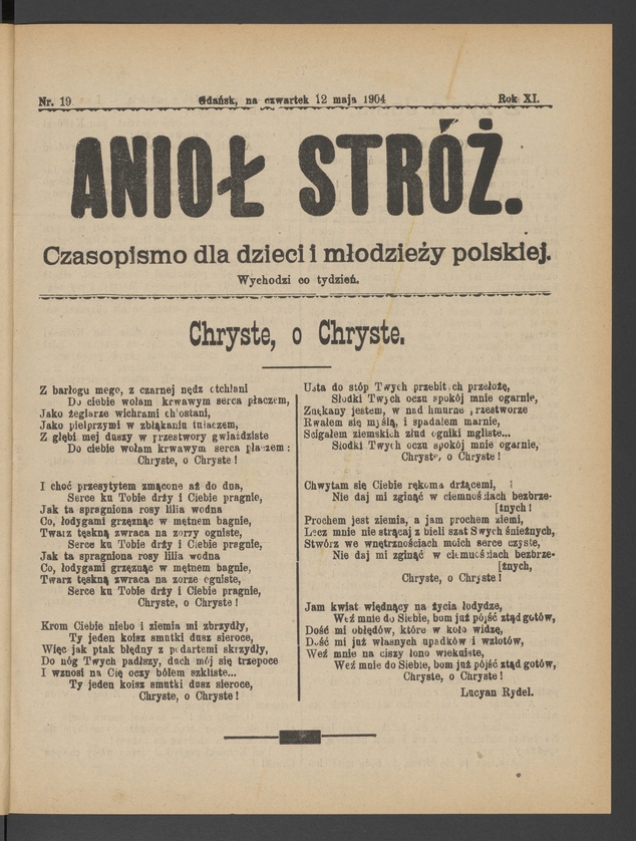 Nr. 19
Gdańsk, na czwartek 12 maja 1904
Rok XI.
ANIOŁ STRÓŻ.
Czasopismo dla dzieci i młodzieży polskiej.
Wychodzi co tydzień.
Chryste, o Chryste.
Z barłogu mego, z czarnej nędz otchłani
Do ciebie wołam krwawym serca płaczem,
Jako żeglarze wichrami chłostani,
Jako pielgrzymi w zbłąkaniu tułaczem,
Z głębi mej duszy w przestwory gwiaździste
Do ciebie wołam krwawym serca płaczem :
Chryste, o Chryste !
I choć przesytytem zmącone aż do dna,
Serce ku Tobie drży i Ciebie pragnie,
Jak ta spragniona rosy lilia wodna
Co, łodygami grzęznąc w mętnem bagnie,
Twarz tęskną zwraca na zorzy ogniste,
Serce ku Tobie drży i Ciebie pragnie,
Jak ta spragniona rosy lilia wodna
Co, łodygami grzęznąc w mętnem bagnie,
Twarz tęskną zwraca na zorze ogniste,
Serce ku Tobie drży i Ciebie pragnie,
Chryste, o Chryste !
Krom Ciebie niebo i ziemia mi zbrzydły,
Ty jeden koisz smutki dusz sieroce,
Więc jak ptak błędny z podartemi skrzydły,
Do nóg Twych padłszy, duch mój się trzepoce
I wznosi na Cię oczy bólem szkliste...
Ty jeden koisz smutki dusz sieroce,
Chryste, o Chryste !
Usta do stóp Twych przebitych przełożę,
Słodki Twych oczu spokój mnie ogarnie,
Znękany jestem, w nad hmurne przestworze
Rwałem się myślą, i spadałem marnie,
Ścigałem ziemskich złud ogniki mgliste...
Słodki Twych oczu spokój mnie ogarnie,
Chryste, o Chryste !
Chwytam się Ciebie rękoma drżącemi,
Nie daj mi zginąć w ciemnościach bezbrze-
[tnych !
Prochem jest ziemia, a jam prochem ziemi,
Lecz mnie nie strącaj z bieli szat Swych śnieżnych,
Stwórz we wnętrznościach moich serce czyste,
Nie daj mi zginąć w ciemnościach bezbrze-
[żnych,
Chryste, o Chryste !
Jam kwiat więdnący na życia łodydze,
Weź mnie do Siebie, bom już pójść ztąd gotów,
Dość mi obłędów, które w koło widzę,
Dość mi już własnych upadków i wzlotów,
Weź mnie na ciszy łono wiekuiste,
Weź mnie do Siebie, bom już pójść ztąd gotów,
Chryste, o Chryste !
Lucyan Rydel.